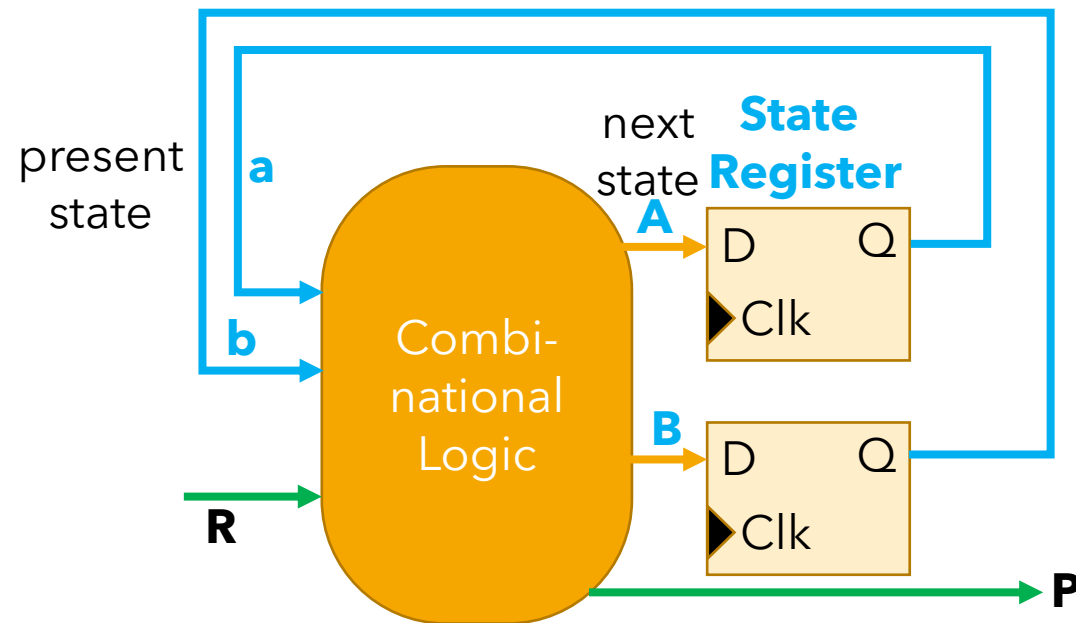 present
state
a
b
R
Combi-
national
Logic
next
state
State
Register
A
D Q
Clk
B
D Q
Clk
P